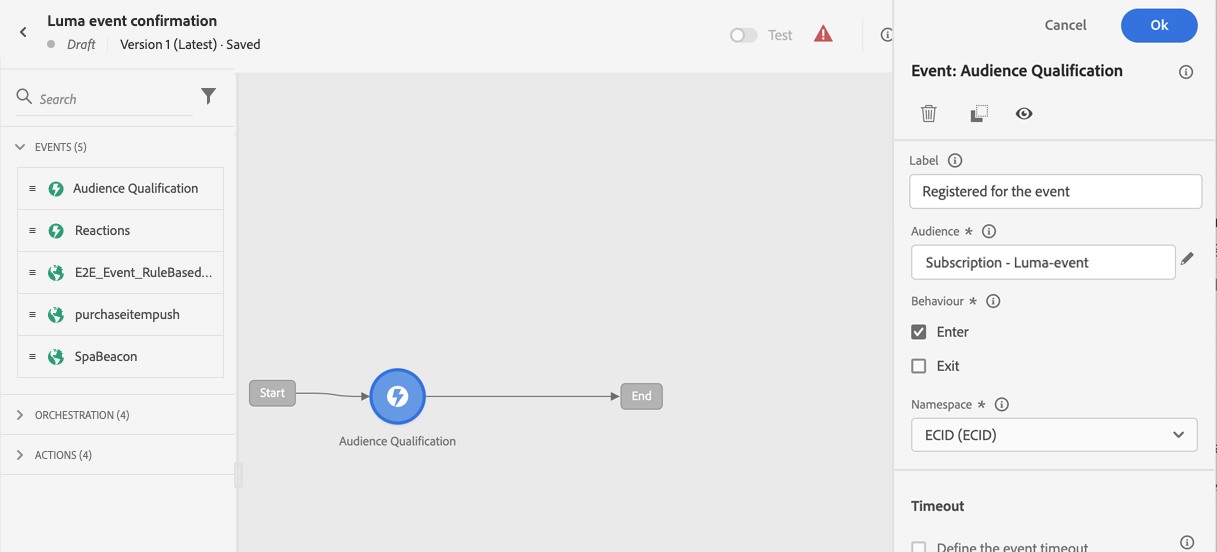 Luma event confirmation
Draft
Version 1 (Latest) · Saved
Test
Cancel
Ok
Search
EVENTS (5)
Audience Qualification
Reactions
E2E_Event_RuleBased...
purchaseitempush
SpaBeacon
ORCHESTRATION (4)
ACTIONS (4)
Start
Audience Qualification
End
Event: Audience Qualification
Label
Registered for the event
Audience *
Subscription - Luma-event
Behaviour *
Enter
Exit
Namespace *
ECID (ECID)
Timeout
Define the event timeout